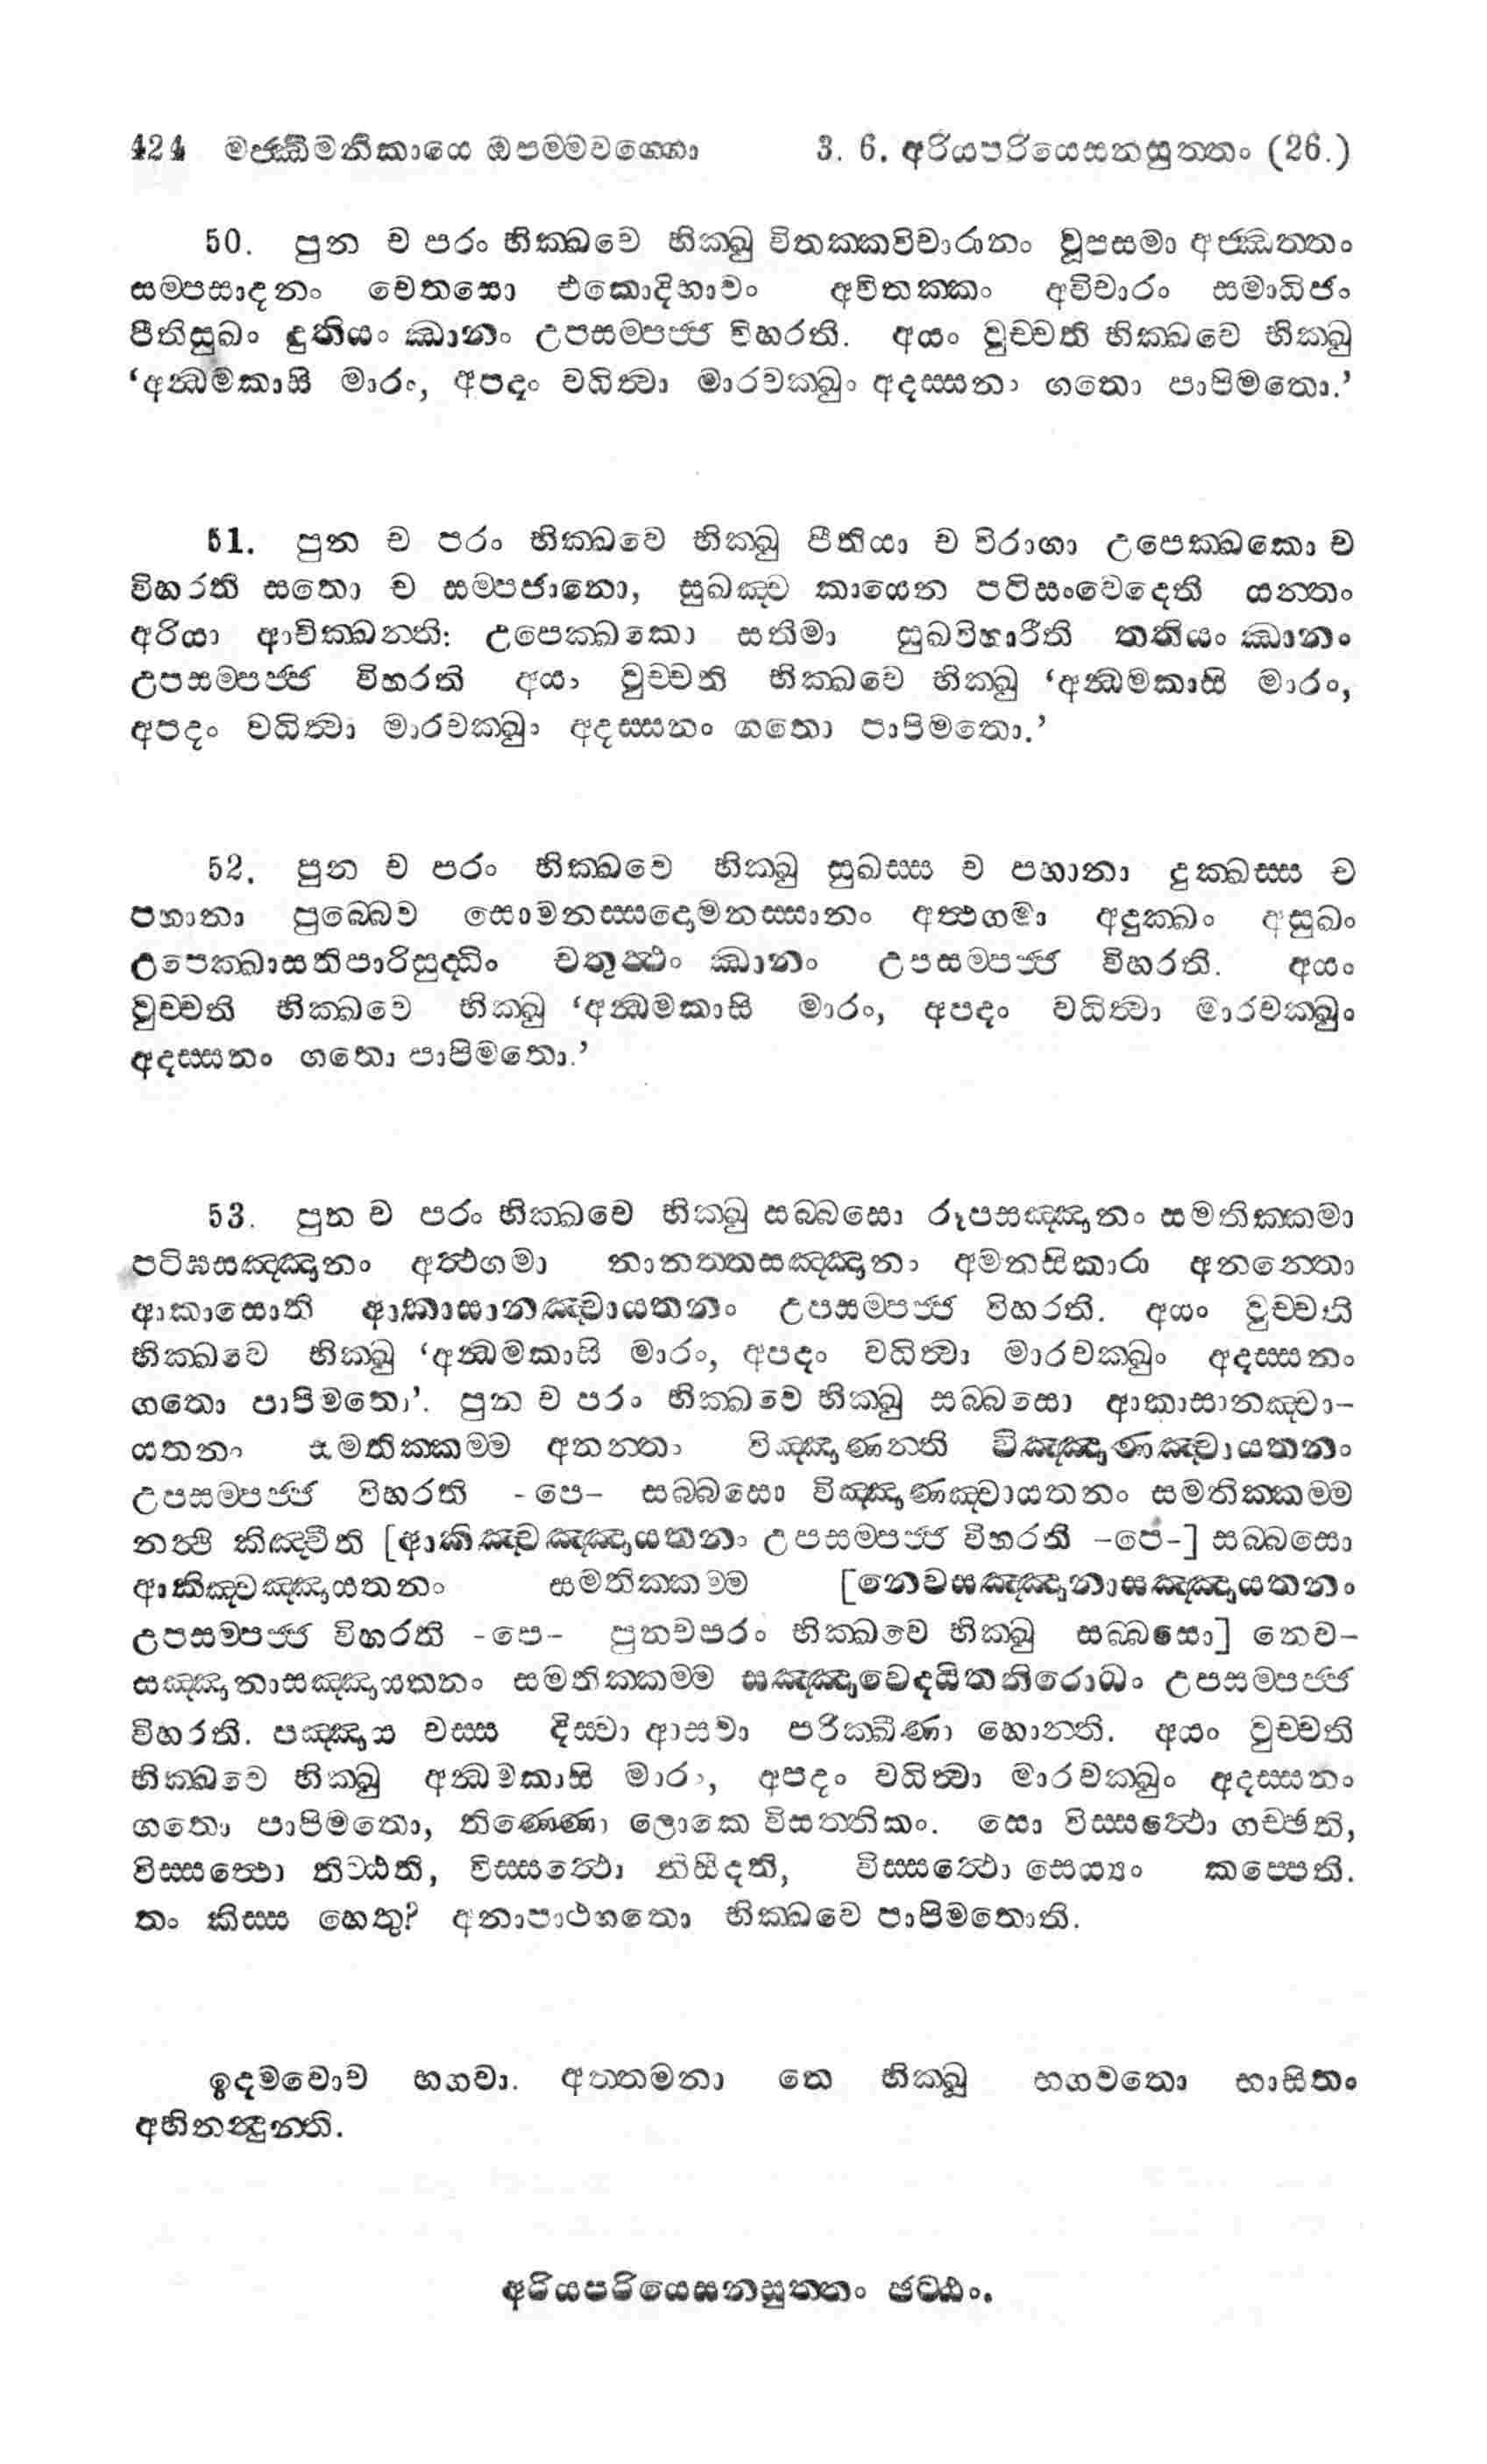 424 මජ්ඣිමනිකායෙ ඔපම්මවග්ගො 3. 6. අරියපරියෙසනසුත්තං (26.)
50. පුන ච පරං භික්ඛවෙ භික්ඛු විතක්කවිචාරානං වූපසමා අජ්ඣත්තං
සම්පසාදනං චෙතසො එකොදිභාවං අවිතක්කං අවිචාරං සමාධිජං
පීතිසුඛං දුතියං ඣානං උපසම්පජ්ජ විහරති. අයං වුච්චති භික්ඛවෙ භික්ඛු
‘අන්ධමකාසි මාරං, අපදං වධිත්වා මාරචක්ඛුං අදස්සනං ගතො පාපිමතො.’
51. පුන ච පරං භික්ඛවෙ භික්ඛු පීතියා ච විරාගා උපෙක්ඛකො ච
විහරති සතො ච සම්පජානො, සුඛඤ්ච කායෙන පටිසංවෙදෙති යන්තං
අරියා ආචික්ඛන්ති: උපෙක්ඛකො සතිමා සුඛවිහාරීති තතියං ඣානං
උපසම්පජ්ජ විහරති අයං වුච්චති භික්ඛවෙ භික්ඛු ‘අන්ධමකාසි මාරං,
අපදං වධිත්වා මාරචක්ඛුං අදස්සනං ගතො පාපිමතො.’
52. පුන ච පරං භික්ඛවෙ භික්ඛු සුඛස්ස ච පහානා දුක්ඛස්ස ච
පහානා පුබ්බෙව සොමනස්සදොමනස්සානං අත්ථගමා අදුක්ඛං අසුඛං
උපෙක්ඛාසතිපාරිසුද්ධිං චතුත්ථං ඣානං උපසම්පජ්ජ විහරති. අයං
වුච්චති භික්ඛවෙ භික්ඛු ‘අන්ධමකාසි මාරං, අපදං වධිත්වා මාරචක්ඛුං
අදස්සනං ගතො පාපිමතො.’
53. පුන ච පරං භික්ඛවෙ භික්ඛු සබ්බසො රූපසඤ්ඤානං සමතික්කමා
පටිඝසඤ්ඤානං අත්ථගමා නානත්තසඤ්ඤානං අමනසිකාරා අනන්තො
ආකාසොති ආකාසානඤ්චායතනං උපසම්පජ්ජ විහරති. අයං වුච්චති
භික්ඛවෙ භික්ඛු ‘අන්ධමකාසි මාරං, අපදං වධිත්වා මාරචක්ඛුං අදස්සනං
ගතො පාපිමතො’. පුන ච පරං භික්ඛවෙ භික්ඛු සබ්බසො ආකාසානඤ්චා-
යතනං සමතික්කම්ම අනන්තං විඤ්ඤාණන්ති විඤ්ඤාණඤ්චායතනං
උපසම්පජ්ජ විහරති -පෙ- සබ්බසො විඤ්ඤාණඤ්චායතනං සමතික්කම්ම
නත්ථි කිඤ්චීති [ආකිඤ්චඤ්ඤායතනං උපසම්පජ්ජ විහරති -පෙ-] සබ්බසො
ආකිඤ්චඤ්ඤායතනං සමතික්කම්ම [නෙවසඤ්ඤානාසඤ්ඤායතනං
උපසම්පජ්ජ විහරති -පෙ- පුනචපරං භික්ඛවෙ භික්ඛු සබ්බසො] නෙව-
සඤ්ඤානාසඤ්ඤායතනං සමතික්කම්ම සඤ්ඤාවෙදයිතනිරොධං උපසම්පජ්ජ
විහරති. පඤ්ඤාය චස්ස දිස්වා ආසවා පරික්ඛීණා හොන්ති. අයං වුච්චති
භික්ඛවෙ භික්ඛු අන්ධමකාසි මාරං, අපදං වධිත්වා මාරචක්ඛුං අදස්සනං
ගතො පාපිමතො, තිණ්ණො ලොකෙ විසත්තිකං. සො විස්සත්ථො ගච්ඡති,
විස්සත්ථො තිට්ඨති, විස්සත්ථො නිසීදති, විස්සත්ථො සෙය්‍යං කප්පෙති.
තං කිස්ස හෙතු? අනාපාථගතො භික්ඛවෙ පාපිමතොති.
ඉදමවොච භගවා. අත්තමනා තෙ භික්ඛූ භගවතො භාසිතං
අභිනන්දුන්ති.
අරියපරියෙසනසුත්තං ඡට්ඨං.